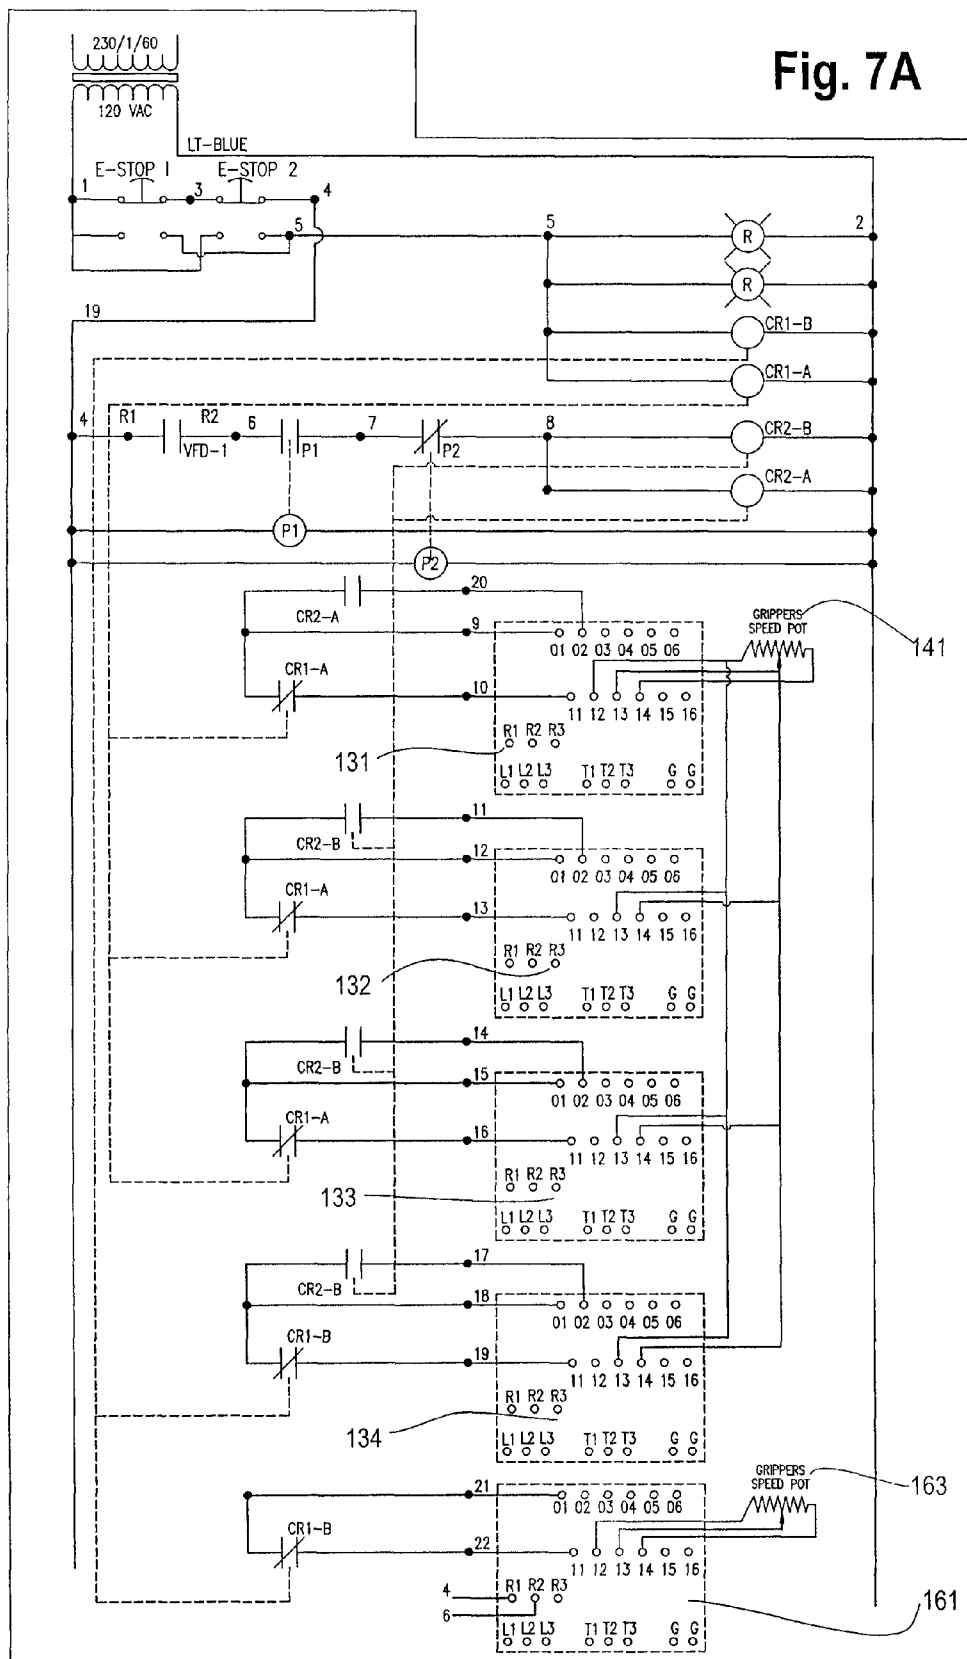 230/1/60
Fig. 7A
120 VAC
LT-BLUE
E-STOP 1 E-STOP 2
1 3 4
5 5 R 2
R
19
CR1-B
CR1-A
4 R1 R2 6 7 8 CR2-B
VFD-1 P1 P2
CR2-A
P1
P2
20
CR2-A 9
GRIPPERS
SPEED POT
141
01 02 03 04 05 06
CR1-A
10
11 12 13 14 15 16
R1 R2 R3
131
L1 L2 L3 T1 T2 T3 G G
11
CR2-B 12
01 02 03 04 05 06
CR1-A
13
11 12 13 14 15 16
R1 R2 R3
132
L1 L2 L3 T1 T2 T3 G G
14
CR2-B 15
01 02 03 04 05 06
CR1-A
16
11 12 13 14 15 16
R1 R2 R3
133
L1 L2 L3 T1 T2 T3 G G
17
CR2-B 18
01 02 03 04 05 06
CR1-B
19
11 12 13 14 15 16
R1 R2 R3
134
L1 L2 L3 T1 T2 T3 G G
GRIPPERS
SPEED POT
163
21
01 02 03 04 05 06
CR1-B
22
11 12 13 14 15 16
4 R1 R2 R3
6
161
L1 L2 L3 T1 T2 T3 G G